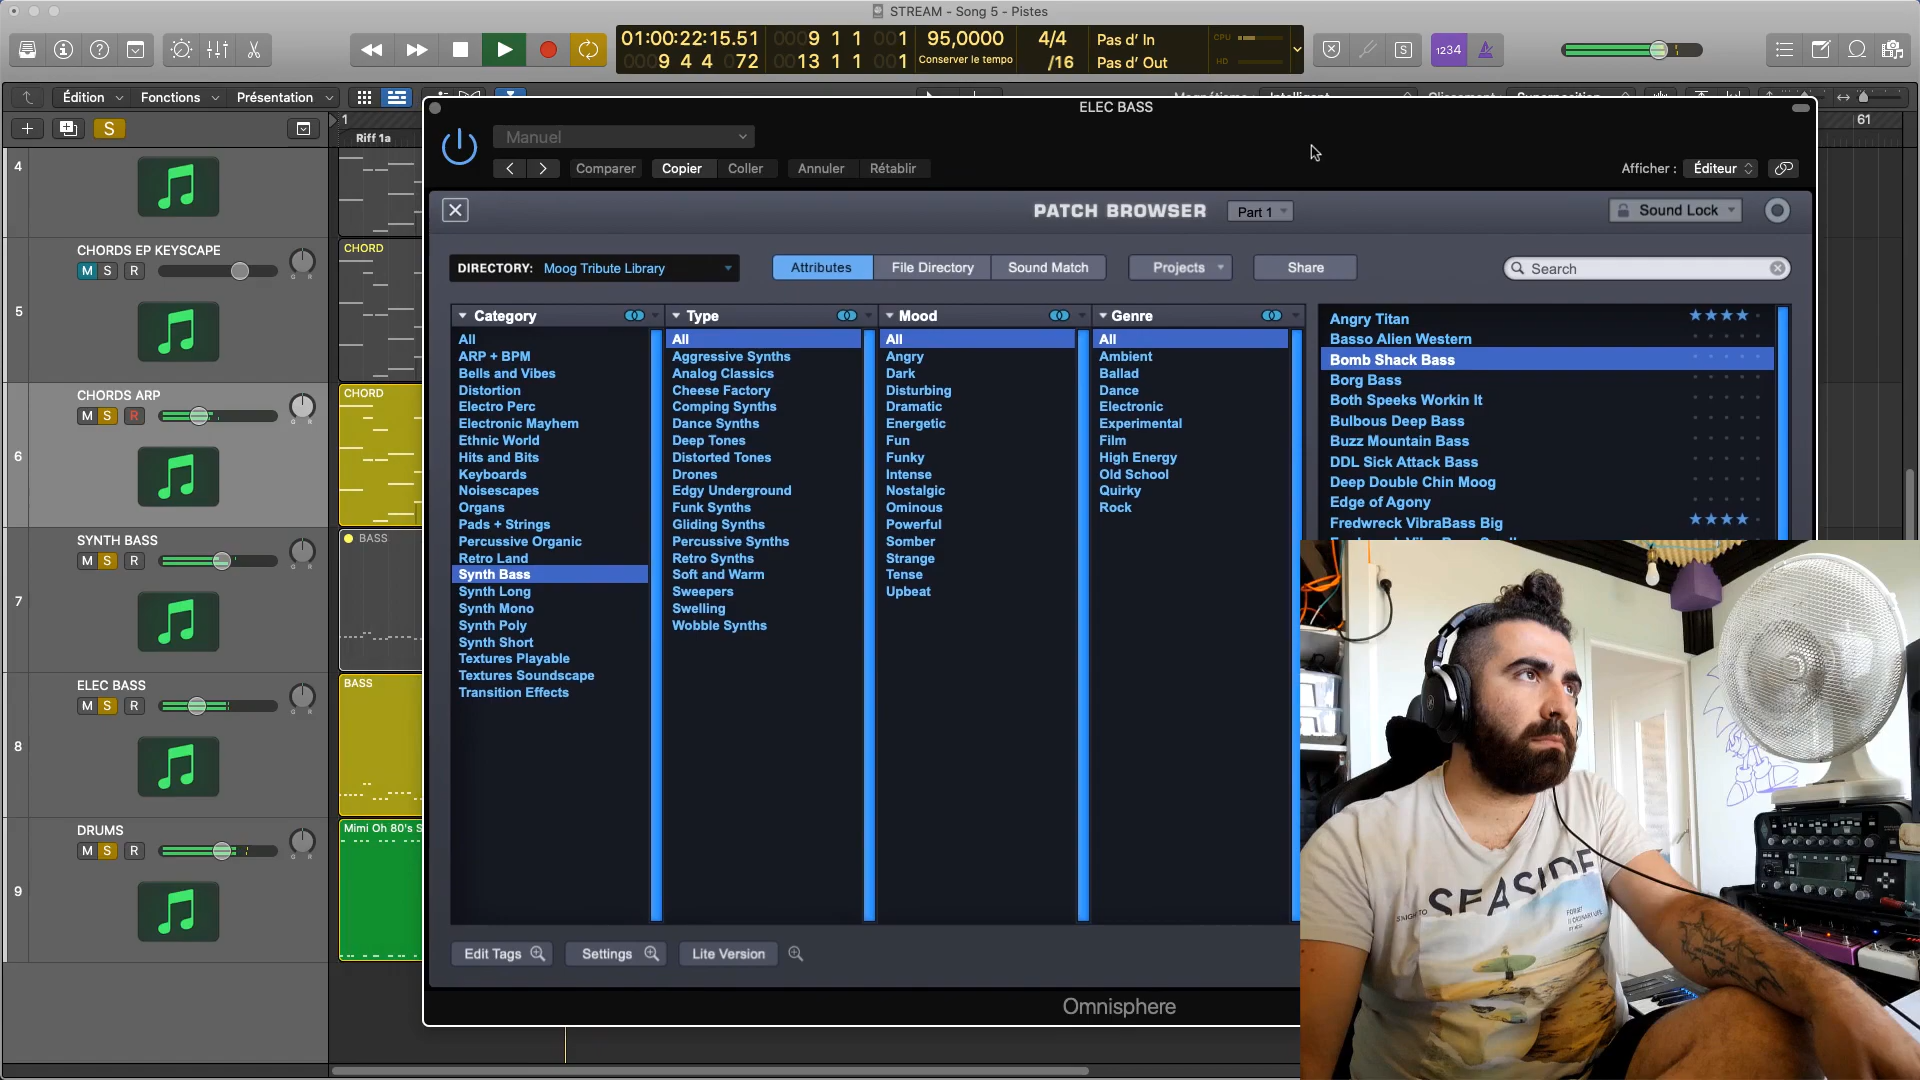 STREAM - Song 5 - Pistes
01:00:22:15.51
9 4 4 072
9 1 1 001
13 1 1 1
95,0000
Conserver le tempo
4/4
/16
Pas d' In
Pas d' Out
CPU
HD
1234
Édition
Fonctions
Présentation
S
1
61
Riff 1a
4
CHORDS EP KEYSCAPE
M S R
5
CHORD
CHORDS ARP
M S R
6
CHORD
SYNTH BASS
M S R
7
BASS
ELEC BASS
M S R
8
BASS
DRUMS
M S R
9
Mimi Oh 80's S
ELEC BASS
Manuel
Comparer
Copier
Coller
Annuler
Rétablir
Afficher :
Éditeur
PATCH BROWSER
Part 1
Sound Lock
DIRECTORY: Moog Tribute Library
Attributes
File Directory
Sound Match
Projects
Share
Search
Category
All
ARP + BPM
Bells and Vibes
Distortion
Electro Perc
Electronic Mayhem
Ethnic World
Hits and Bits
Keyboards
Noisescapes
Organs
Pads + Strings
Percussive Organic
Retro Land
Synth Bass
Synth Long
Synth Mono
Synth Poly
Synth Short
Textures Playable
Textures Soundscape
Transition Effects
Type
All
Aggressive Synths
Analog Classics
Cheese Factory
Comping Synths
Dance Synths
Deep Tones
Distorted Tones
Drones
Edgy Underground
Funk Synths
Gliding Synths
Percussive Synths
Retro Synths
Soft and Warm
Sweepers
Swelling
Wobble Synths
Mood
All
Angry
Dark
Disturbing
Dramatic
Energetic
Fun
Funky
Intense
Nostalgic
Ominous
Powerful
Somber
Strange
Tense
Upbeat
Genre
All
Ambient
Ballad
Dance
Electronic
Experimental
Film
High Energy
Old School
Quirky
Rock
Angry Titan
Basso Alien Western
Bomb Shack Bass
Borg Bass
Both Speeks Workin It
Bulbous Deep Bass
Buzz Mountain Bass
DDL Sick Attack Bass
Deep Double Chin Moog
Edge of Agony
Fredwreck VibraBass Big
Edit Tags
Settings
Lite Version
Omnisphere
SEASIDE